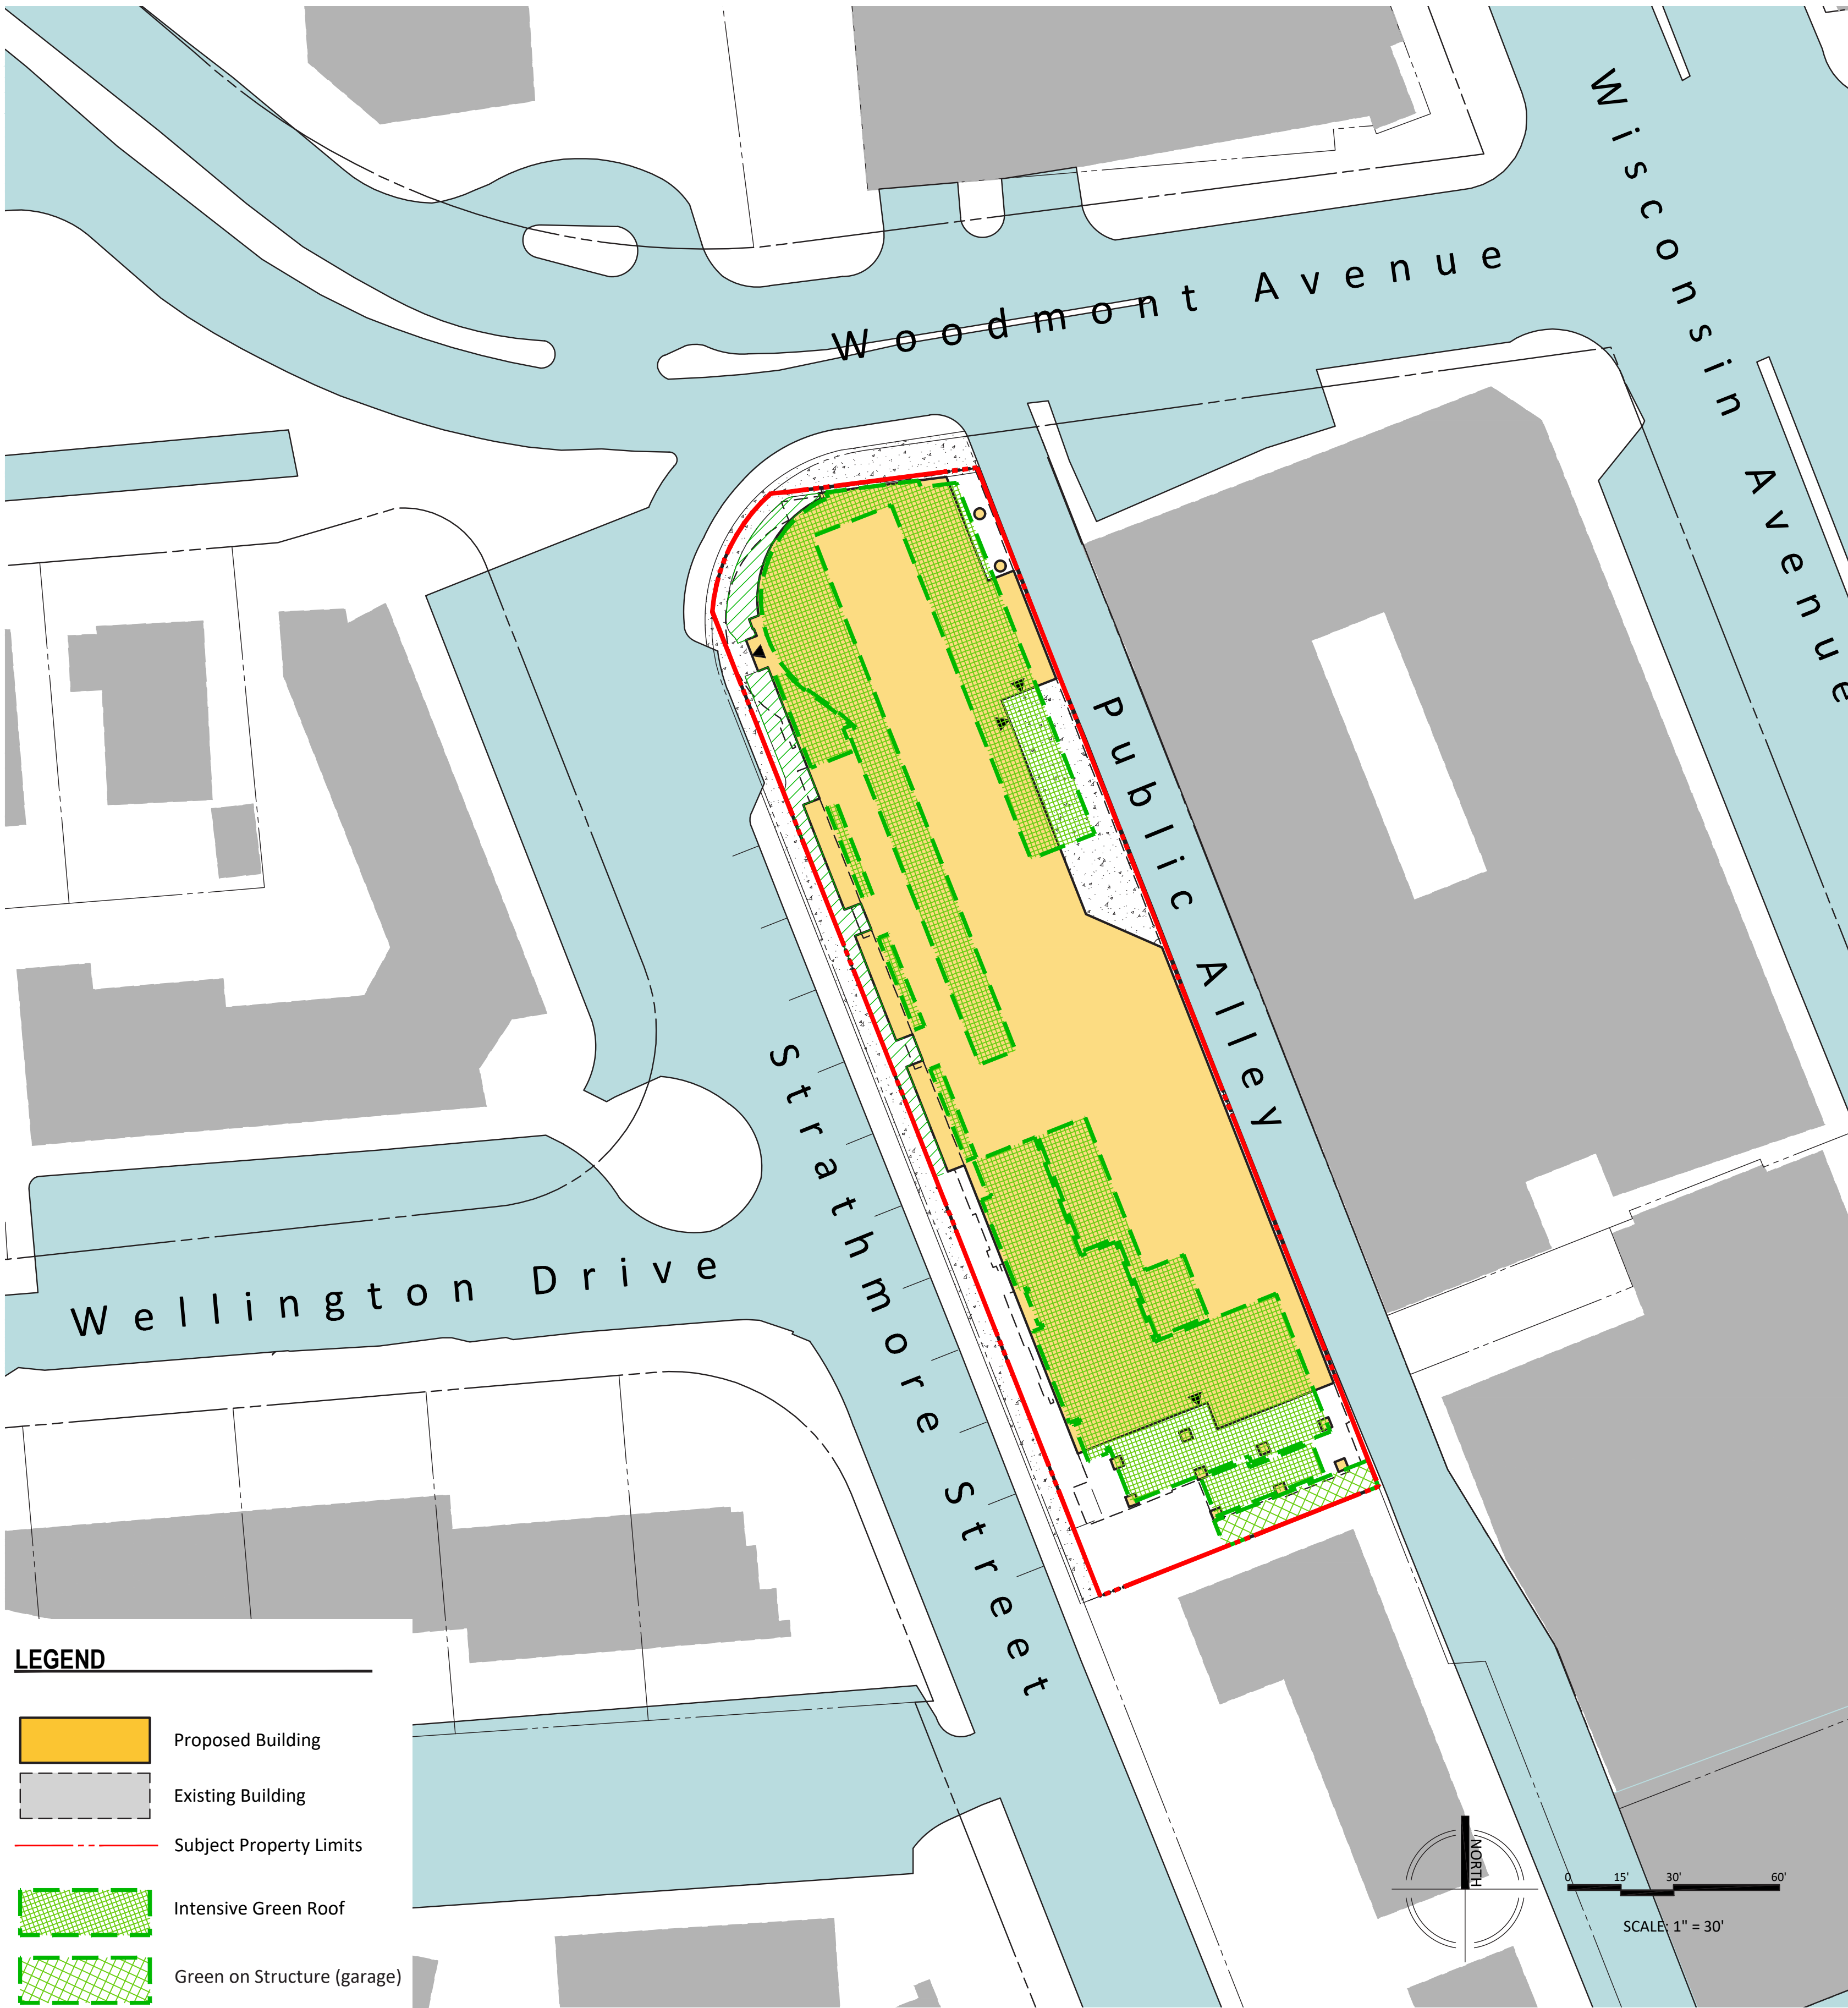 Wisconsin Avenue
Woodmont Avenue
Public Alley
Strathmore Street
Wellington Drive
LEGEND
Proposed Building
Existing Building
Subject Property Limits
Intensive Green Roof
Green on Structure (garage)
NORTH
0 15' 30' 60'
SCALE: 1" = 30'